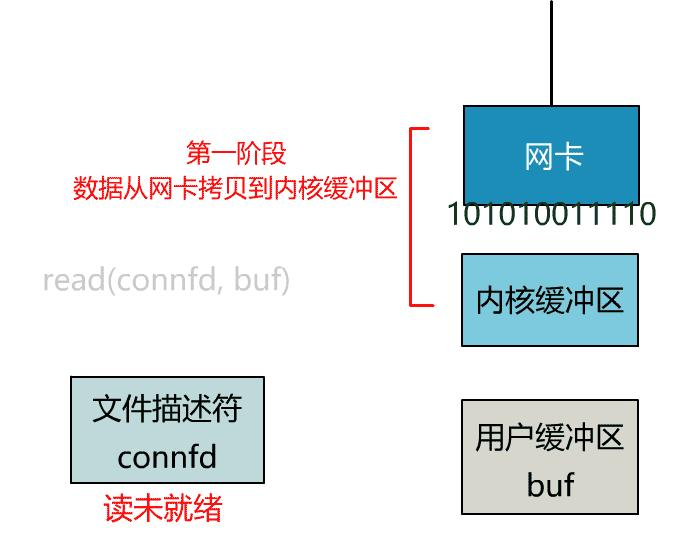 网卡
第一阶段
数据从网卡拷贝到内核缓冲区
101010011110
read(connfd, buf)
内核缓冲区
文件描述符
connfd
读未就绪
用户缓冲区
buf